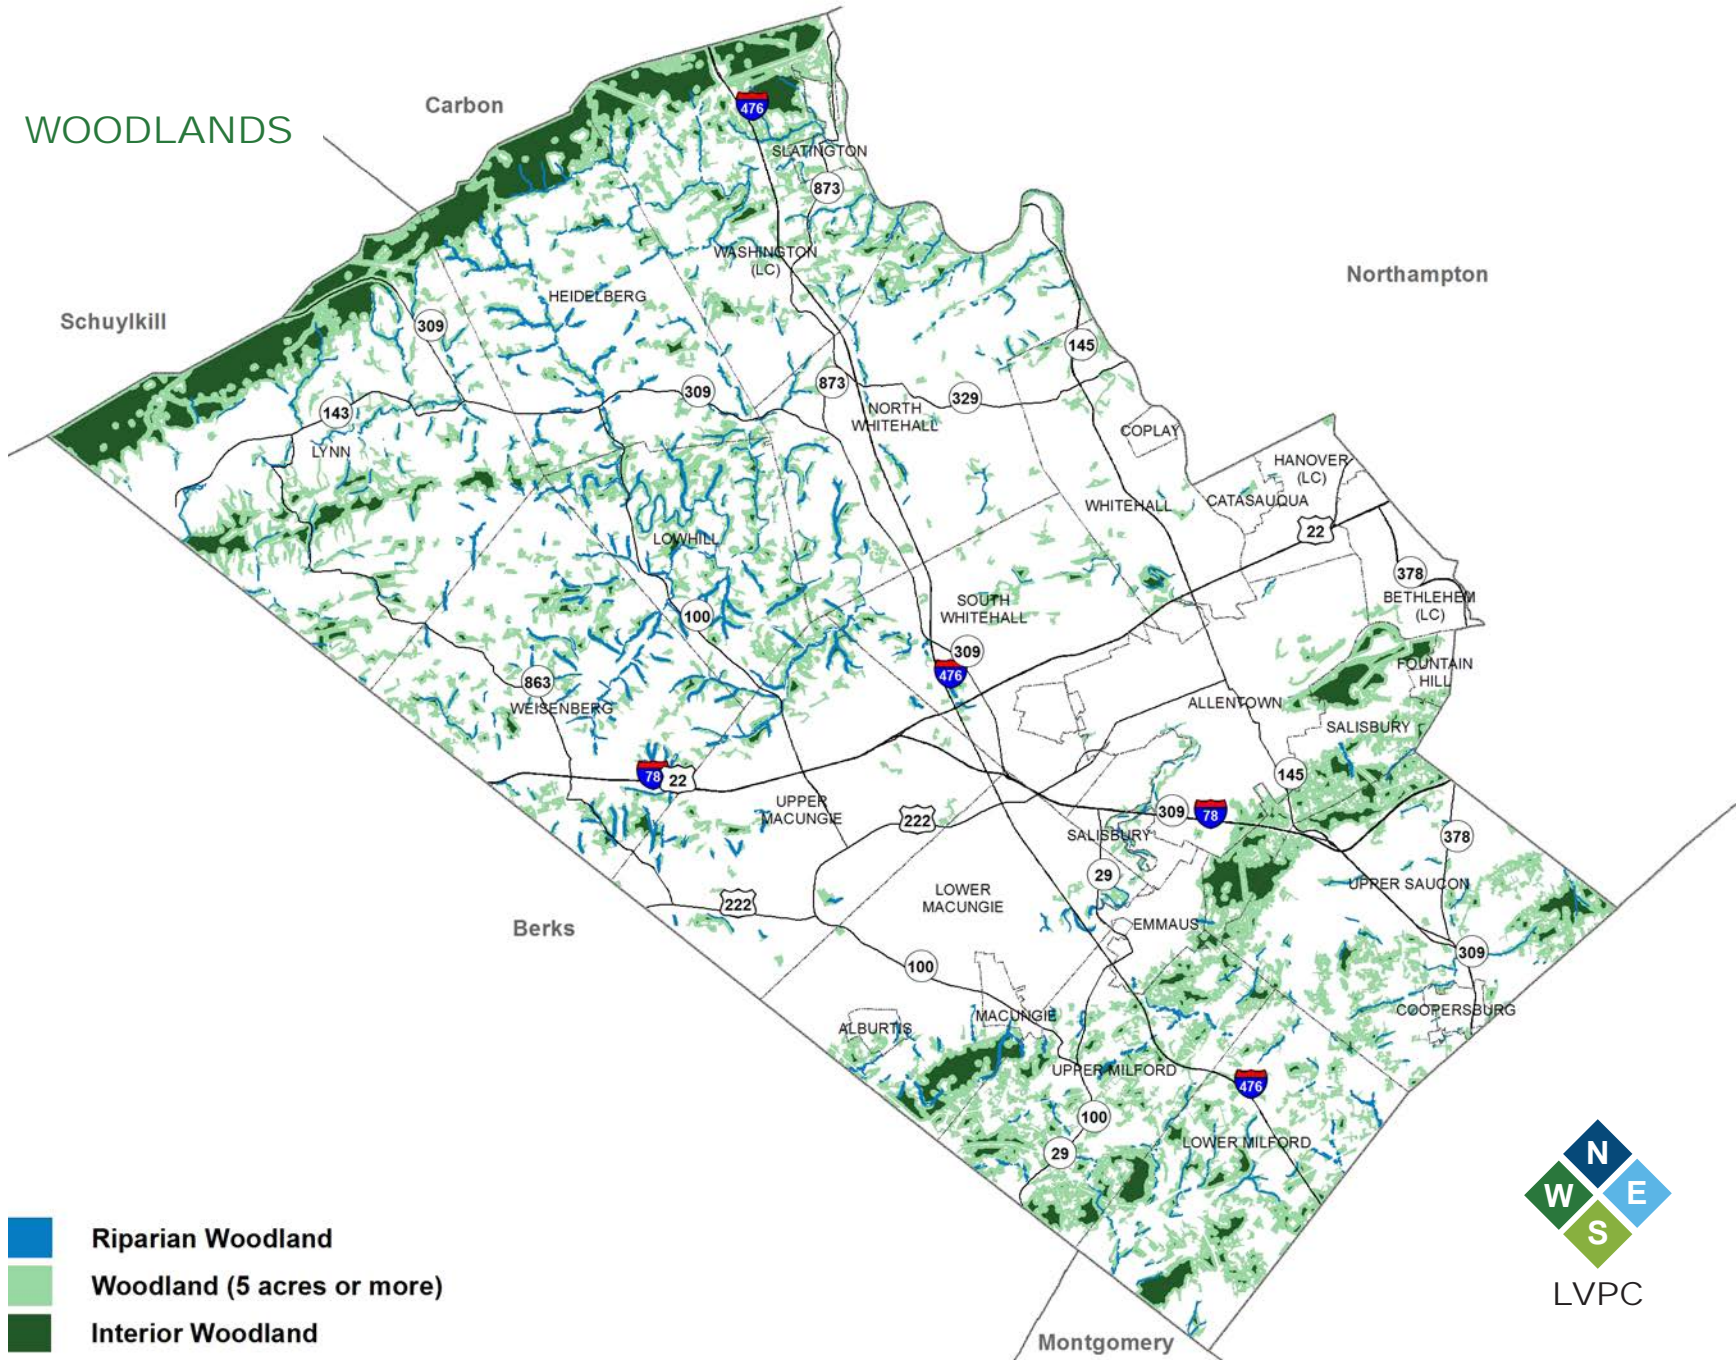 WOODLANDS
Carbon
Schuylkill
Northampton
Berks
Montgomery
476
SLATINGTON
873
WASHINGTON
(LC)
HEIDELBERG
309
145
873
309
329
143
NORTH
WHITEHALL
LYNN
COPLAY
HANOVER
(LC)
CATASAUQUA
WHITEHALL
22
LOWHILL
378
BETHLEHEM
(LC)
SOUTH
WHITEHALL
100
309
476
FOUNTAIN
HILL
863
WEISENBERG
ALLENTOWN
SALISBURY
78
22
145
UPPER
MACUNGIE
222
309
78
SALISBURY
378
29
UPPER SAUCON
LOWER
MACUNGIE
222
EMMAUS
309
100
COOPERSBURG
MACUNGIE
ALBURTIS
UPPER MILFORD
476
100
LOWER MILFORD
29
Riparian Woodland
Woodland (5 acres or more)
Interior Woodland
N
W
E
S
LVPC